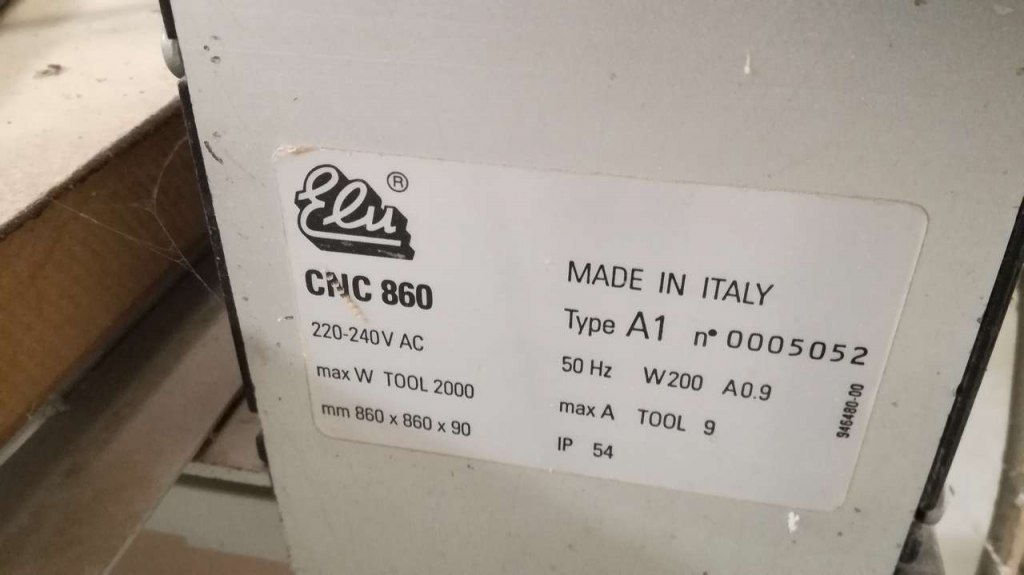 Elu ®
CNC 860
220-240V AC
max W TOOL 2000
mm 860 x 860 x 90
MADE IN ITALY
Type A1 n° 0005052
50 Hz W200 A0.9
max A TOOL 9
IP 54
946480-00